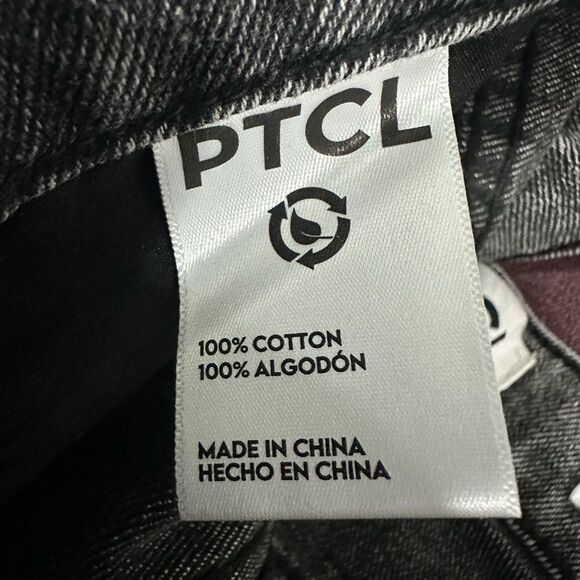 PTCL
100% COTTON
100% ALGODÓN
MADE IN CHINA
HECHO EN CHINA